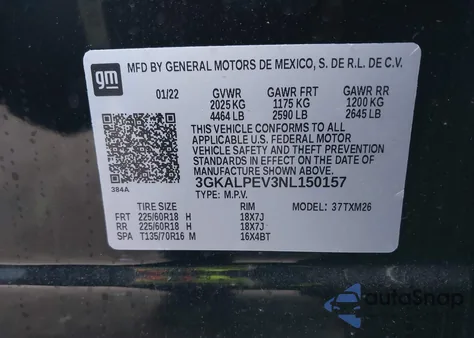 gm
MFD BY GENERAL MOTORS DE MEXICO, S. DE R.L. DE C.V.
01/22 GVWR GAWR FRT GAWR RR
2025 KG 1175 KG 1200 KG
4464 LB 2590 LB 2645 LB
THIS VEHICLE CONFORMS TO ALL
APPLICABLE U.S. FEDERAL MOTOR
VEHICLE SAFETY AND THEFT PREVENTION
STANDARDS IN EFFECT ON THE DATE OF
MANUFACTURE SHOWN ABOVE.
3GKALPEV3NL150157
384A
TYPE: M.P.V.
TIRE SIZE RIM MODEL: 37TXM26
FRT 225/60R18 H 18X7J
RR 225/60R18 H 18X7J
SPA T135/70R16 M 16X4BT
autoSnap